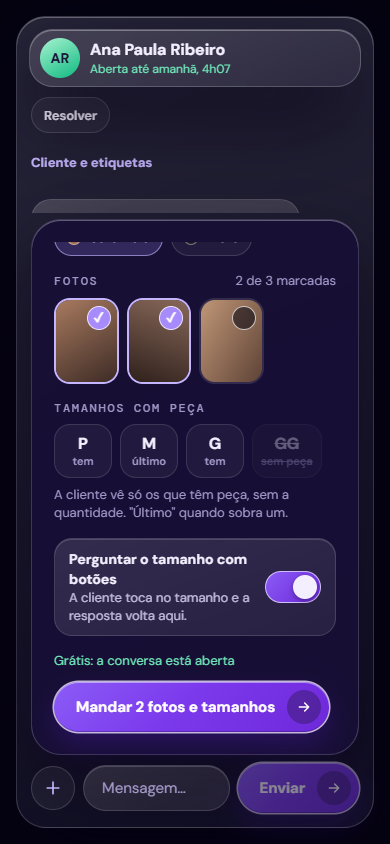 AR
Ana Paula Ribeiro
Aberta até amanhã, 4h07
Resolver
Cliente e etiquetas
FOTOS
2 de 3 marcadas
TAMANHOS COM PEÇA
P
tem
M
último
G
tem
GG
sem peça
A cliente vê só os que têm peça, sem a
quantidade. "Último" quando sobra um.
Perguntar o tamanho com
botões
A cliente toca no tamanho e a
resposta volta aqui.
Grátis: a conversa está aberta
Mandar 2 fotos e tamanhos
Mensagem...
Enviar